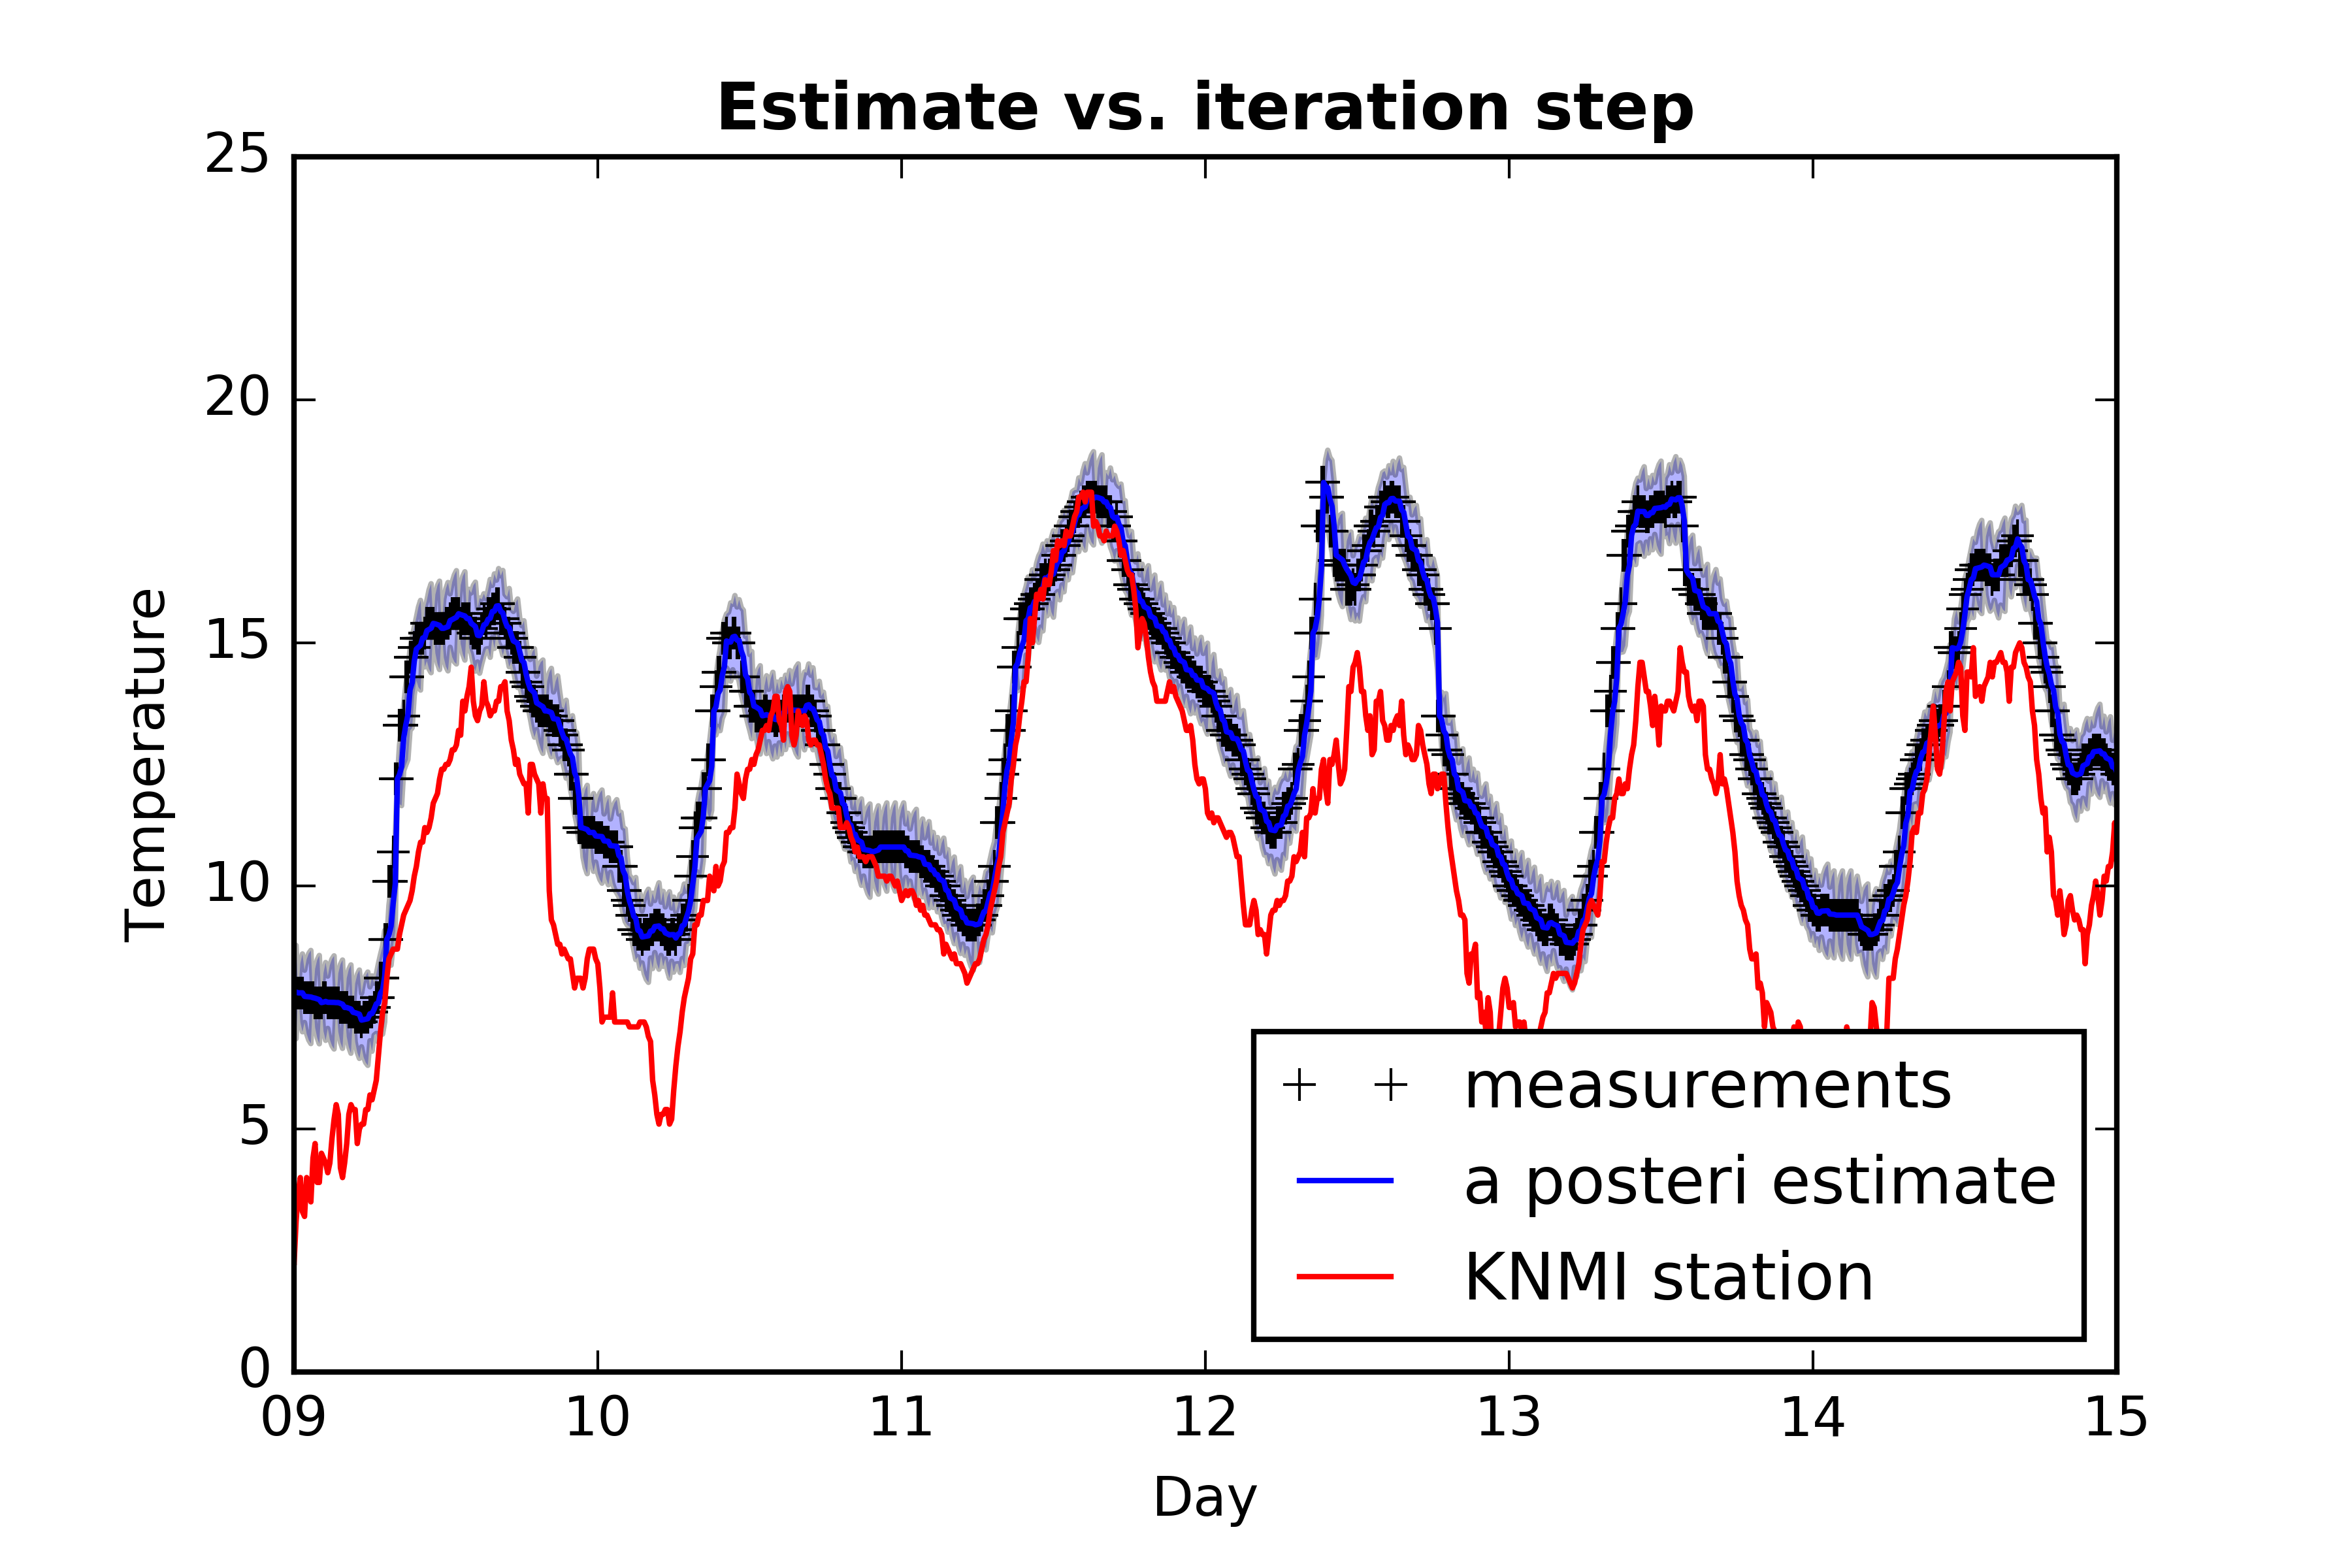 Estimate vs. iteration step
25
20
15
10
5
0
Temperature
09 10 11 12 13 14 15
Day
measurements
a posteri estimate
KNMI station